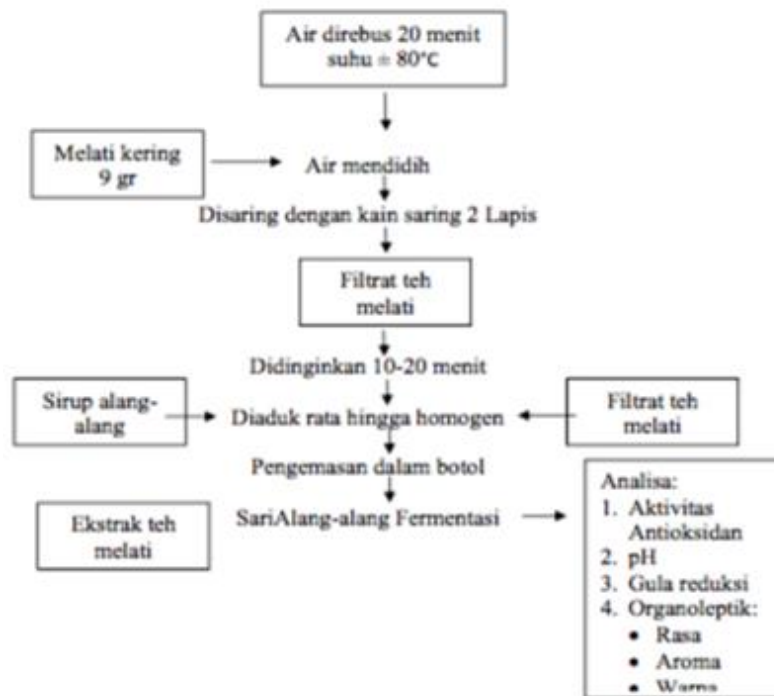 Air direbus 20 menit
suhu ± 80°C
Melati kering
9 gr
Air mendidih
Disaring dengan kain saring 2 Lapis
Filtrat teh
melati
Didinginkan 10-20 menit
Sirup alang-
alang
Diaduk rata hingga homogen
Filtrat teh
melati
Pengemasan dalam botol
Ekstrak teh
melati
SariAlang-alang Fermentasi
Analisa:
1. Aktivitas
Antioksidan
2. pH
3. Gula reduksi
4. Organoleptik:
• Rasa
• Aroma
• Warna